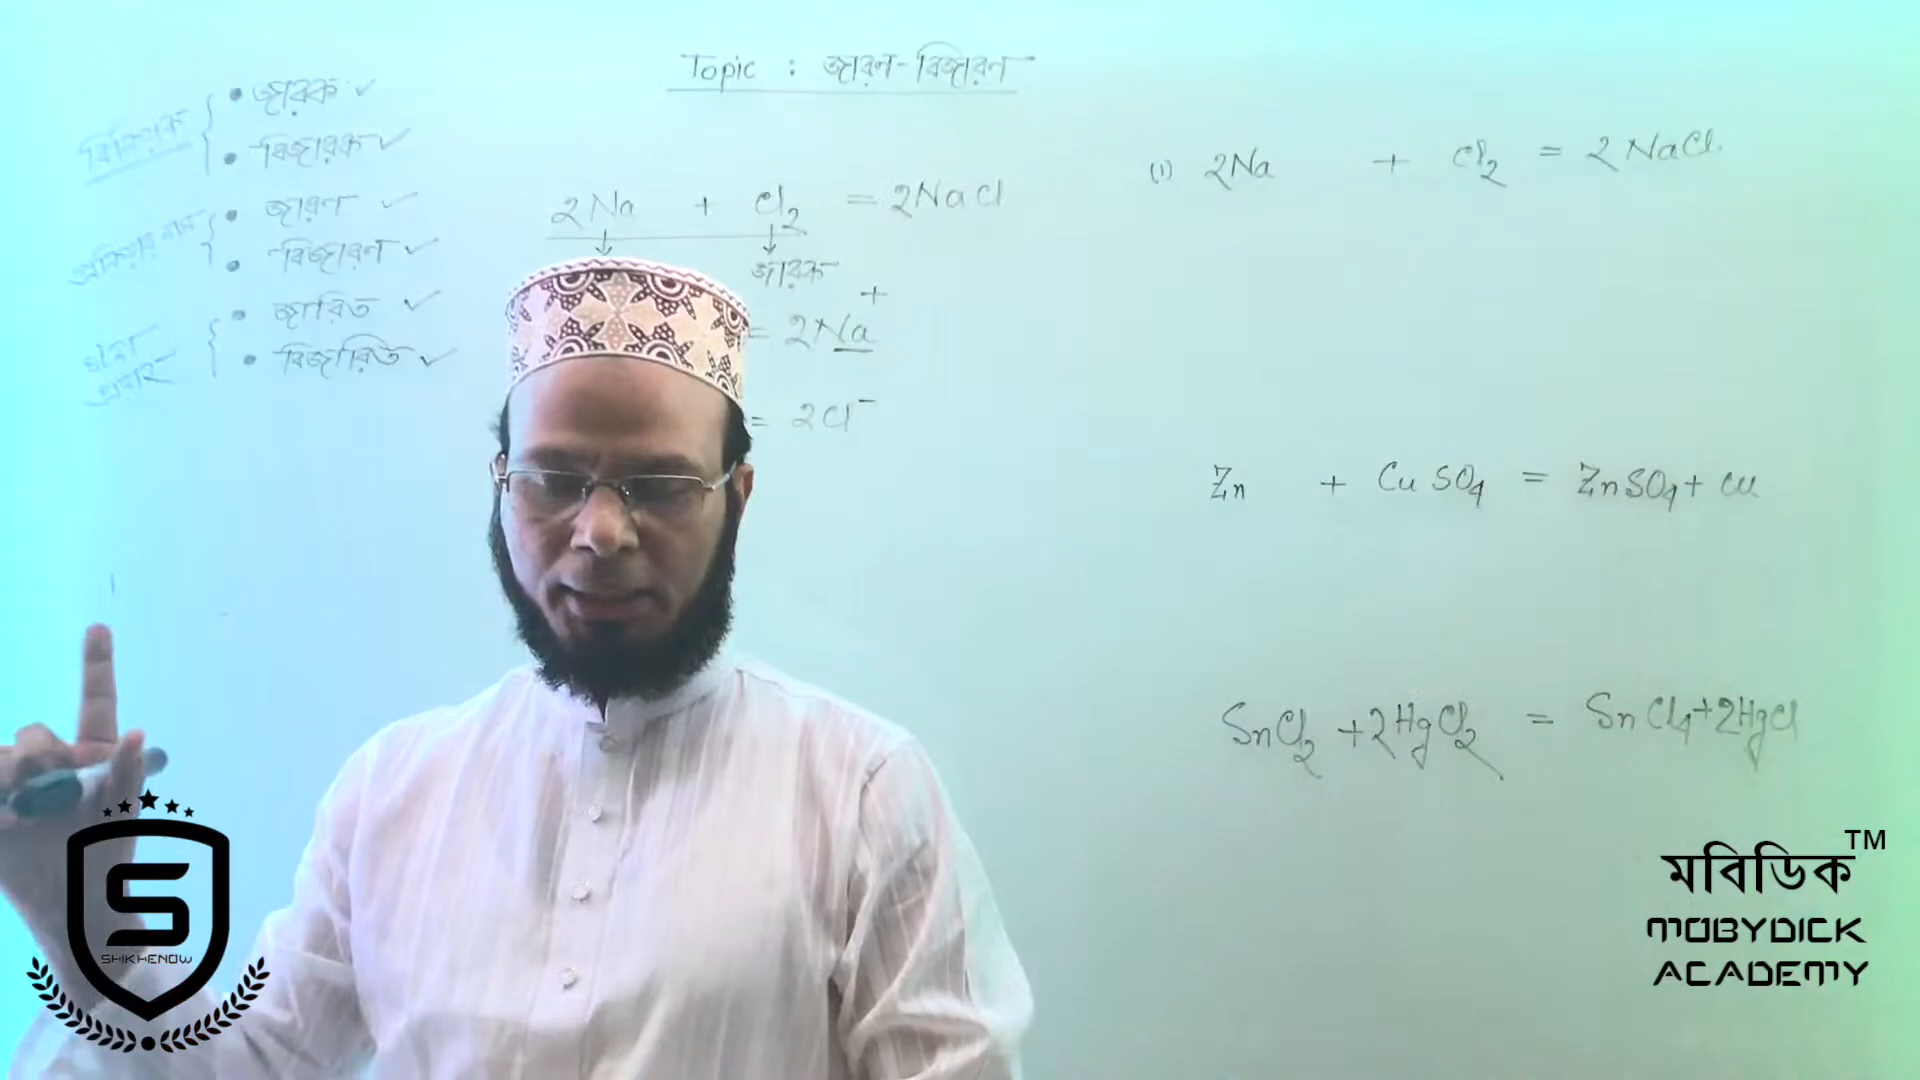 Topic : জারণ-বিজারণ
বিক্রিয়ক { • জারক ✓
• বিজারক ✓
প্রক্রিয়ার নাম { • জারণ ✓
• বিজারণ ✓
{ • জারিত ✓
• বিজারিত ✓
2Na + Cl₂ = 2NaCl
↓ ↓
জারক
= 2Na⁺
= 2Cl⁻
(1) 2Na + Cl₂ = 2NaCl
Zn + CuSO₄ = ZnSO₄ + Cu
SnCl₂ + 2HgCl₂ = SnCl₄ + 2HgCl
S
SHIKHENOW
মবিডিক™
MOBYDICK
ACADEMY